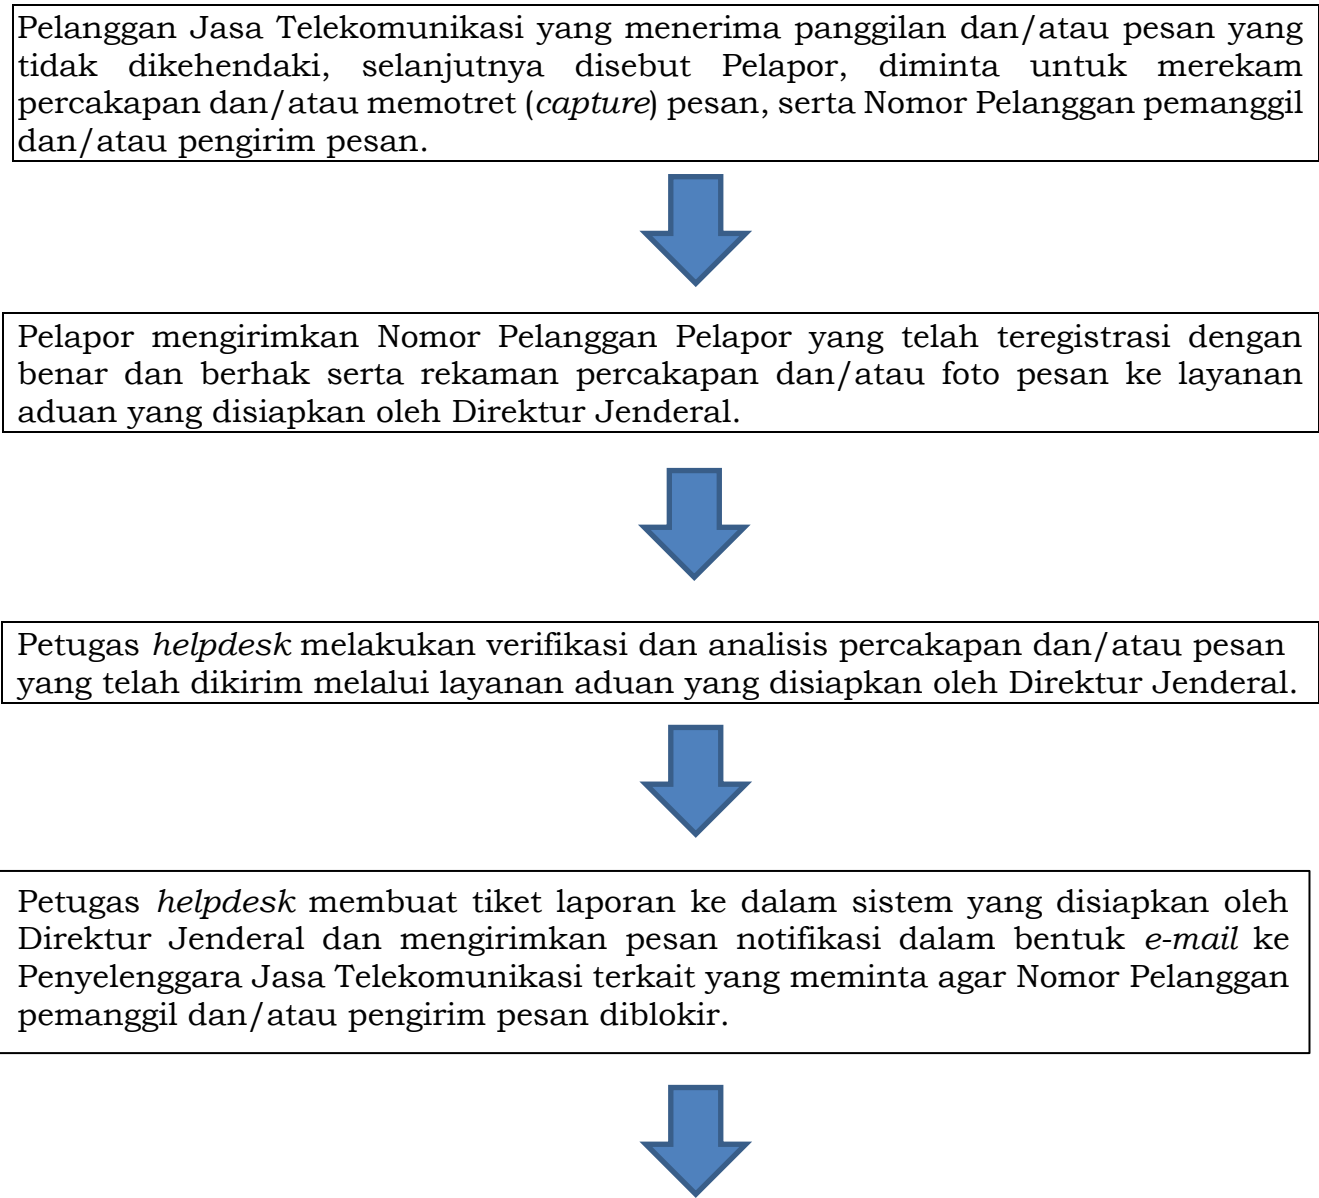 Pelanggan Jasa Telekomunikasi yang menerima panggilan dan/atau pesan yang
tidak dikehendaki, selanjutnya disebut Pelapor, diminta untuk merekam
percakapan dan/atau memotret (capture) pesan, serta Nomor Pelanggan pemanggil
dan/atau pengirim pesan.
Pelapor mengirimkan Nomor Pelanggan Pelapor yang telah teregistrasi dengan
benar dan berhak serta rekaman percakapan dan/atau foto pesan ke layanan
aduan yang disiapkan oleh Direktur Jenderal.
Petugas helpdesk melakukan verifikasi dan analisis percakapan dan/atau pesan
yang telah dikirim melalui layanan aduan yang disiapkan oleh Direktur Jenderal.
Petugas helpdesk membuat tiket laporan ke dalam sistem yang disiapkan oleh
Direktur Jenderal dan mengirimkan pesan notifikasi dalam bentuk e-mail ke
Penyelenggara Jasa Telekomunikasi terkait yang meminta agar Nomor Pelanggan
pemanggil dan/atau pengirim pesan diblokir.